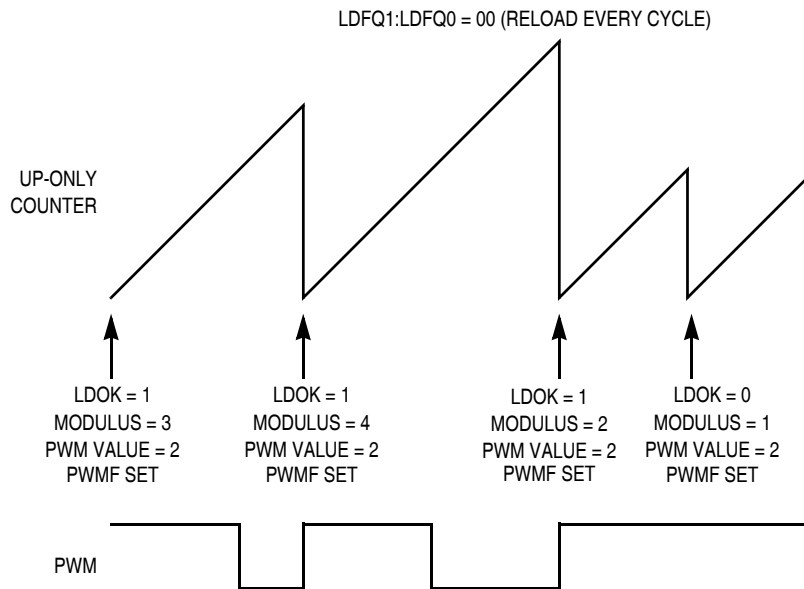 LDFQ1:LDFQ0 = 00 (RELOAD EVERY CYCLE)
UP-ONLY
COUNTER
LDOK = 1
MODULUS = 3
PWM VALUE = 2
PWMF SET
LDOK = 1
MODULUS = 4
PWM VALUE = 2
PWMF SET
LDOK = 1
MODULUS = 2
PWM VALUE = 2
PWMF SET
LDOK = 0
MODULUS = 1
PWM VALUE = 2
PWMF SET
PWM